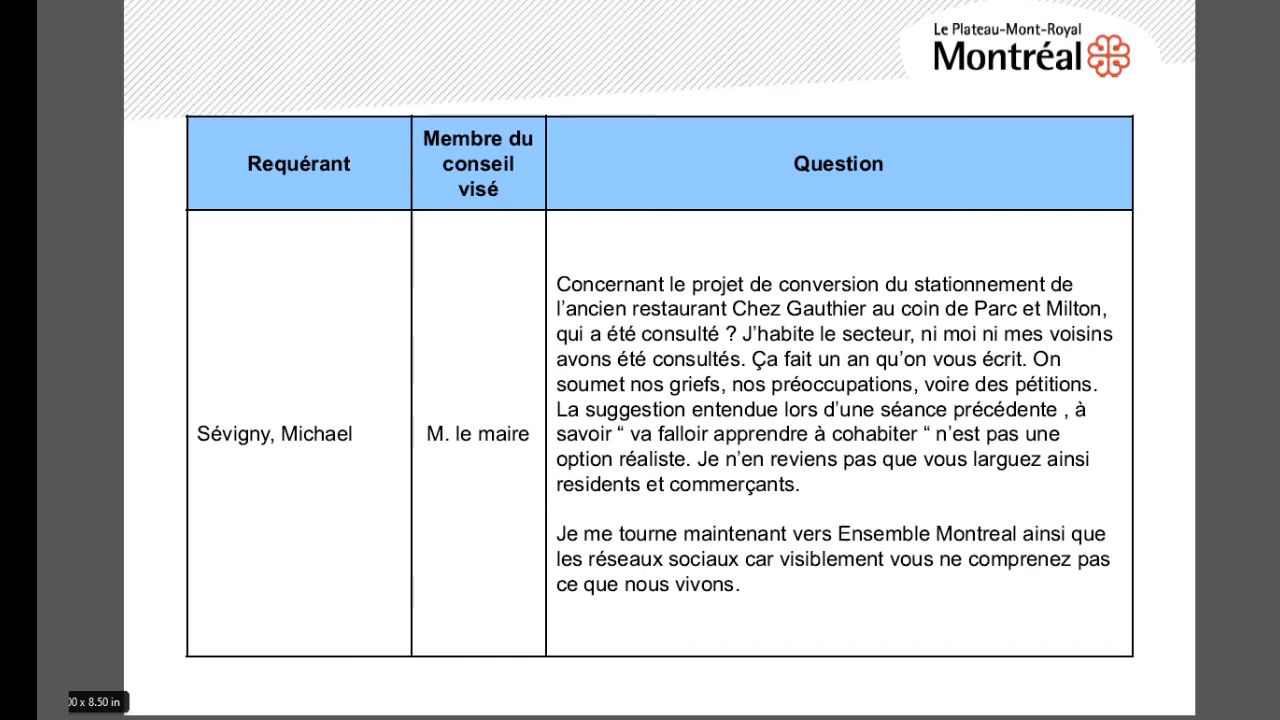 Le Plateau-Mont-Royal
Montréal
Requérant
Membre du
conseil
visé
Question
Sévigny, Michael
M. le maire
Concernant le projet de conversion du stationnement de
l’ancien restaurant Chez Gauthier au coin de Parc et Milton,
qui a été consulté ? J’habite le secteur, ni moi ni mes voisins
avons été consultés. Ça fait un an qu’on vous écrit. On
soumet nos griefs, nos préoccupations, voire des pétitions.
La suggestion entendue lors d’une séance précédente , à
savoir “ va falloir apprendre à cohabiter “ n’est pas une
option réaliste. Je n’en reviens pas que vous larguez ainsi
residents et commerçants.
Je me tourne maintenant vers Ensemble Montreal ainsi que
les réseaux sociaux car visiblement vous ne comprenez pas
ce que nous vivons.
x 8.50 in